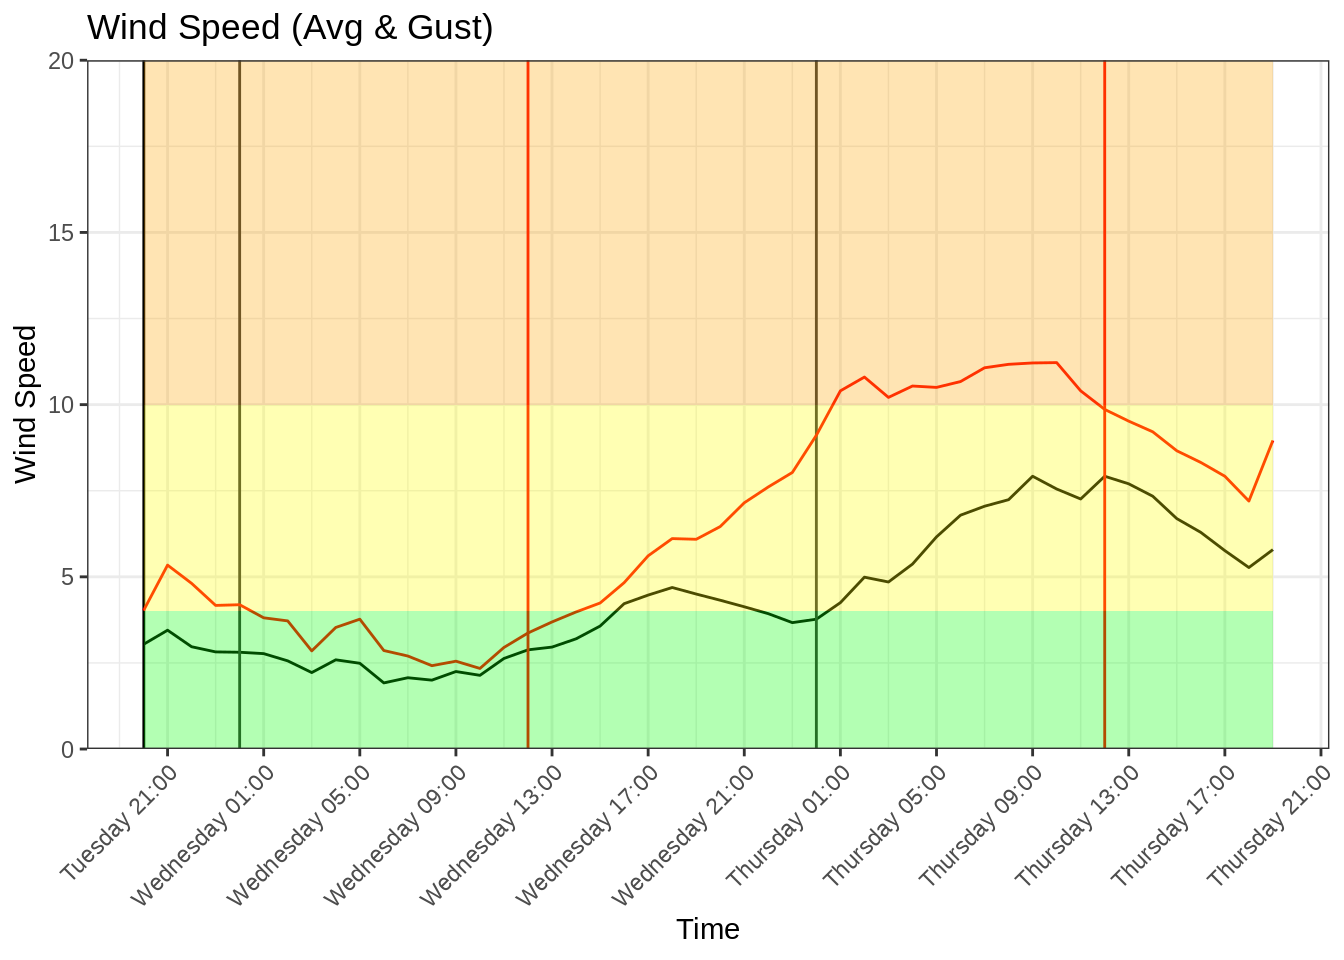 Wind Speed (Avg & Gust)
20
15
10
5
0
Wind Speed
Tuesday 21:00
Wednesday 01:00
Wednesday 05:00
Wednesday 09:00
Wednesday 13:00
Wednesday 17:00
Wednesday 21:00
Thursday 01:00
Thursday 05:00
Thursday 09:00
Thursday 13:00
Thursday 17:00
Thursday 21:00
Time